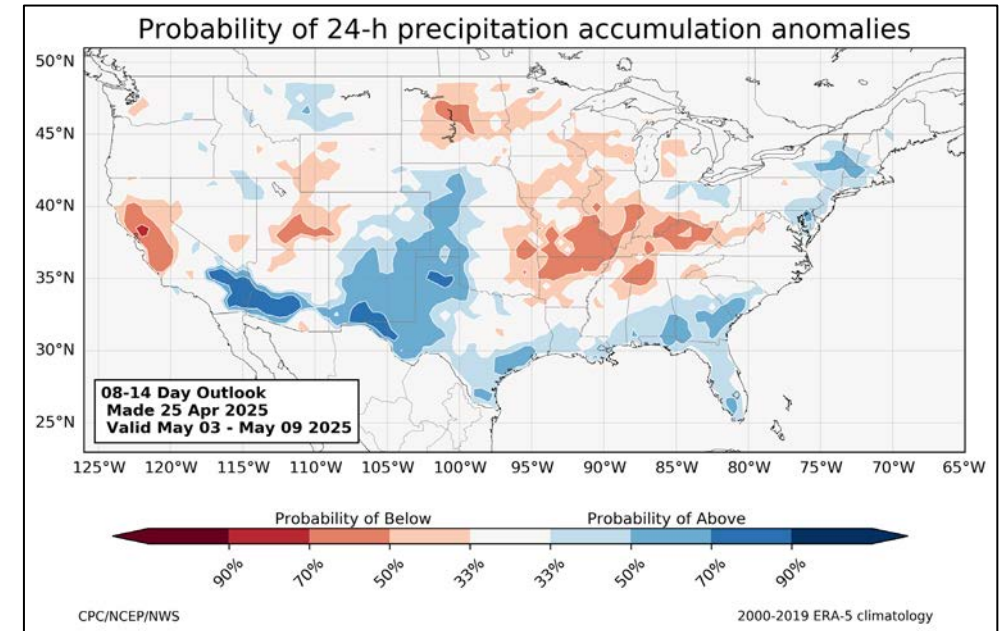 Probability of 24-h precipitation accumulation anomalies
50°N
45°N
40°N
35°N
30°N
25°N
08-14 Day Outlook
Made 25 Apr 2025
Valid May 03 - May 09 2025
125°W 120°W 115°W 110°W 105°W 100°W 95°W 90°W 85°W 80°W 75°W 70°W 65°W
Probability of Below Probability of Above
90% 70% 50% 33% 33% 50% 70% 90%
CPC/NCEP/NWS 2000-2019 ERA-5 climatology